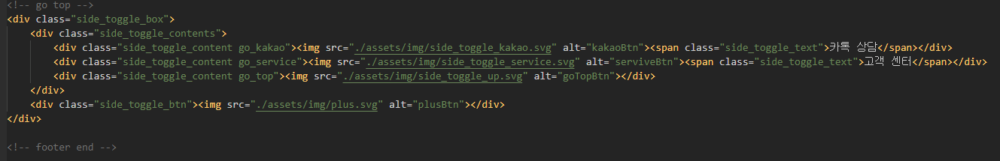 <!-- go top -->
<div class="side_toggle_box">
<div class="side_toggle_contents">
<div class="side_toggle_content go_kakao"><img src="./assets/img/side_toggle_kakao.svg" alt="kakaoBtn"><span class="side_toggle_text">카톡 상담</span></div>
<div class="side_toggle_content go_service"><img src="./assets/img/side_toggle_service.svg" alt="serviveBtn"><span class="side_toggle_text">고객 센터</span></div>
<div class="side_toggle_content go_top"><img src="./assets/img/side_toggle_up.svg" alt="goTopBtn"></div>
</div>
<div class="side_toggle_btn"><img src="./assets/img/plus.svg" alt="plusBtn"></div>
</div>
<!-- footer end -->